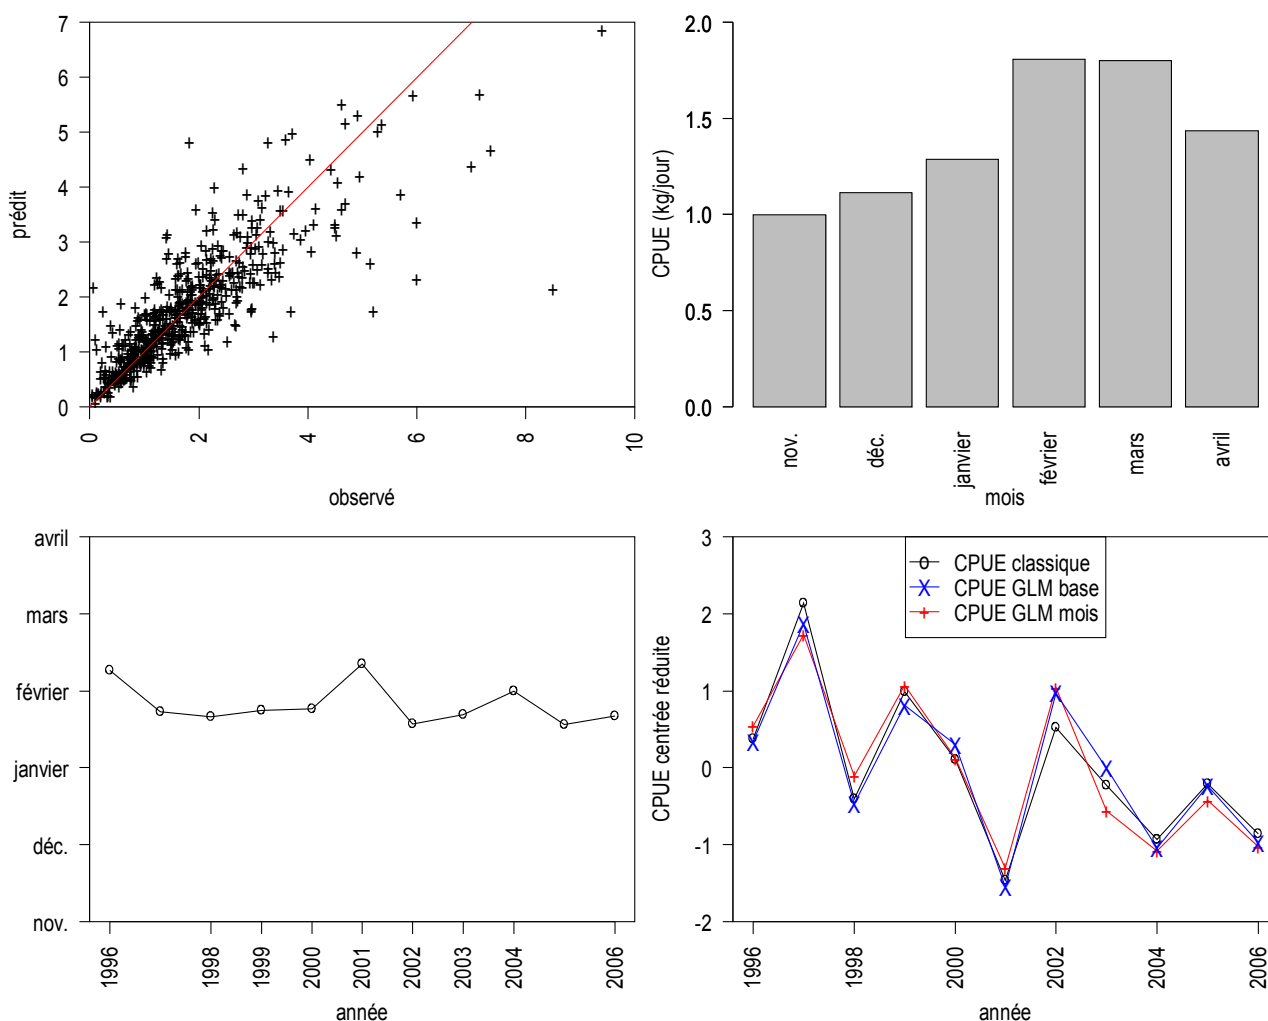 7
6
5
4
3
2
1
0
prédit
0
2
4
6
8
10
observé
2.0
1.5
1.0
0.5
0.0
CPUE (kg/jour)
nov.
déc.
janvier
février
mars
avril
mois
avril
mars
février
janvier
déc.
nov.
1996
1998
1999
2000
2001
2002
2003
2004
2006
année
3
2
1
0
-1
-2
CPUE centrée réduite
CPUE classique
CPUE GLM base
CPUE GLM mois
1996
1998
2000
2002
2004
2006
année